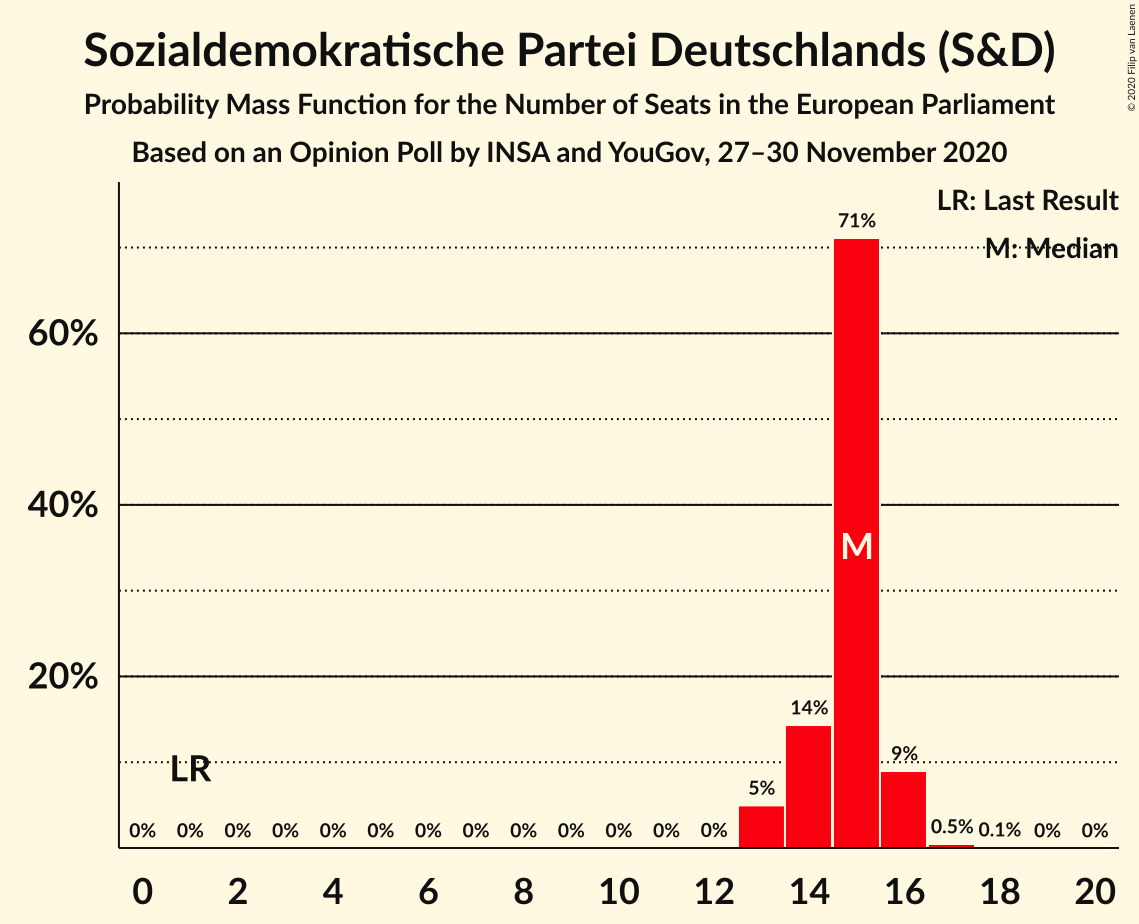 Sozialdemokratische Partei Deutschlands (S&D)
Probability Mass Function for the Number of Seats in the European Parliament
Based on an Opinion Poll by INSA and YouGov, 27–30 November 2020
© 2020 Filip van Laenen
LR: Last Result
M: Median
71%
60%
40%
M
20%
14%
9%
LR
5%
0% 0% 0% 0% 0% 0% 0% 0% 0% 0% 0% 0% 0% 0.5% 0.1% 0% 0%
0 2 4 6 8 10 12 14 16 18 20